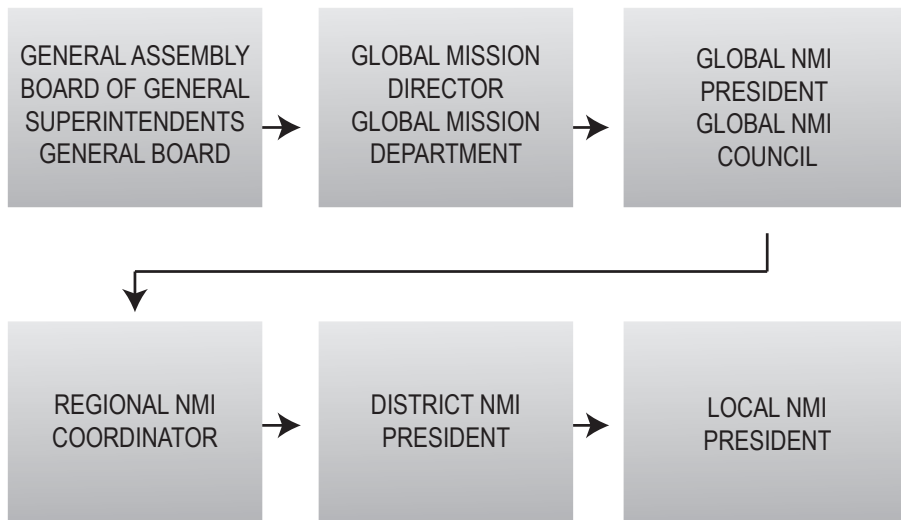 GENERAL ASSEMBLY
BOARD OF GENERAL
SUPERINTENDENTS
GENERAL BOARD
GLOBAL MISSION
DIRECTOR
GLOBAL MISSION
DEPARTMENT
GLOBAL NMI
PRESIDENT
GLOBAL NMI
COUNCIL
REGIONAL NMI
COORDINATOR
DISTRICT NMI
PRESIDENT
LOCAL NMI
PRESIDENT